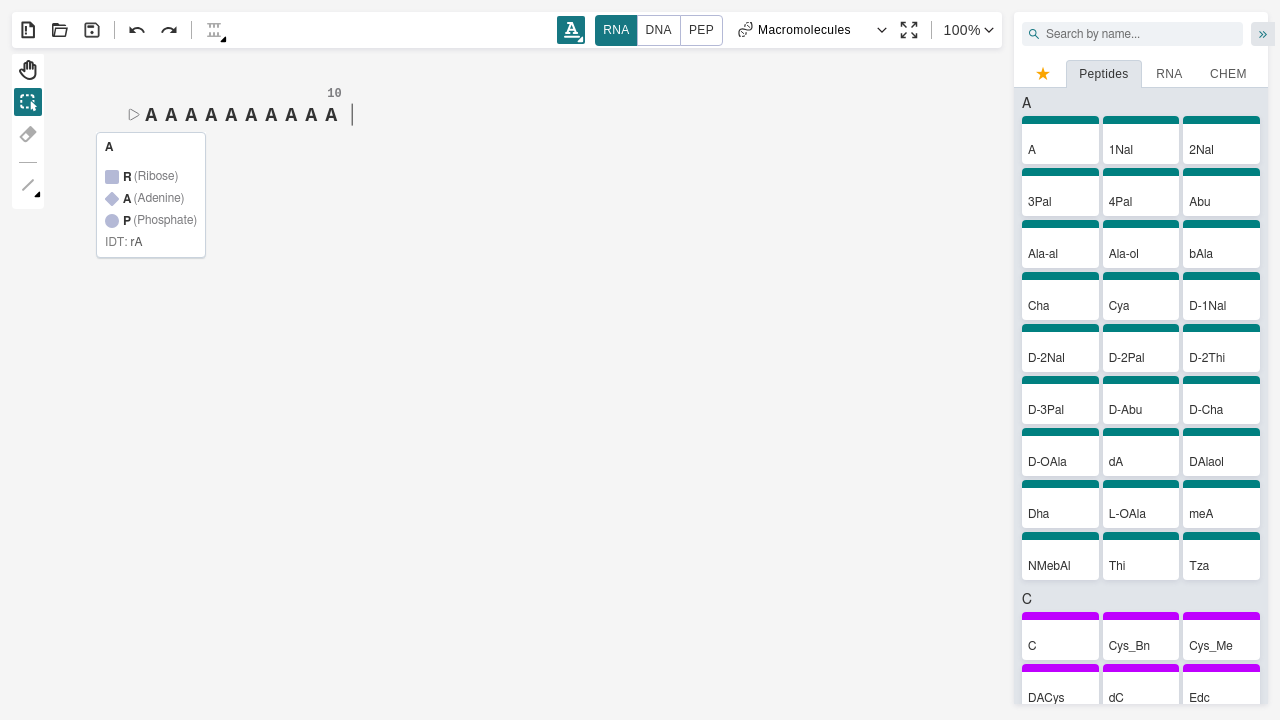 A RNA DNA PEP Macromolecules 100%
Search by name...
Peptides RNA CHEM
10
A A A A A A A A A A
A
R (Ribose)
A (Adenine)
P (Phosphate)
IDT: rA
A
A 1Nal 2Nal
3Pal 4Pal Abu
Ala-al Ala-ol bAla
Cha Cya D-1Nal
D-2Nal D-2Pal D-2Thi
D-3Pal D-Abu D-Cha
D-OAla dA DAlaol
Dha L-OAla meA
NMebAl Thi Tza
C
C Cys_Bn Cys_Me
DACys dC Edc